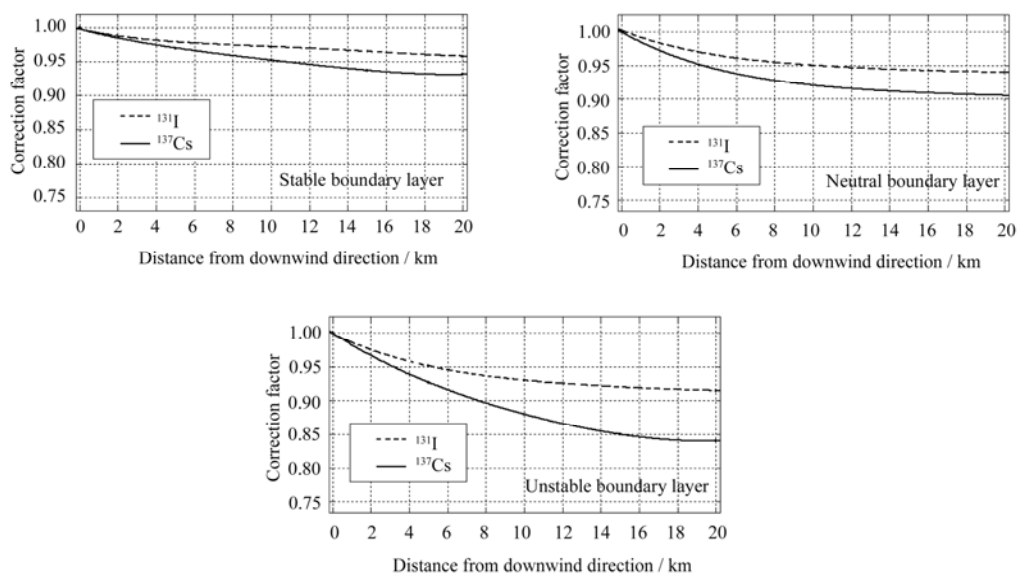 Correction factor
1.00
0.95
0.90
0.85
0.80
0.75
¹³¹I
¹³⁷Cs
Stable boundary layer
0 2 4 6 8 10 12 14 16 18 20
Distance from downwind direction / km
Correction factor
1.00
0.95
0.90
0.85
0.80
0.75
¹³¹I
¹³⁷Cs
Neutral boundary layer
0 2 4 6 8 10 12 14 16 18 20
Distance from downwind direction / km
Correction factor
1.00
0.95
0.90
0.85
0.80
0.75
¹³¹I
¹³⁷Cs
Unstable boundary layer
0 2 4 6 8 10 12 14 16 18 20
Distance from downwind direction / km